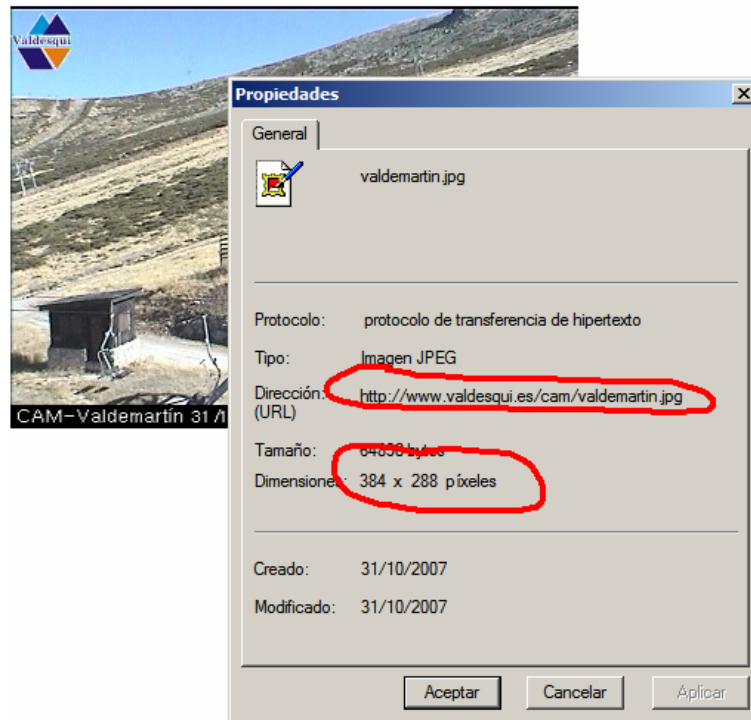 Valdesqui
Propiedades
General
valdemartin.jpg
Protocolo: protocolo de transferencia de hipertexto
Tipo: Imagen JPEG
Dirección: http://www.valdesqui.es/cam/valdemartin.jpg
(URL)
CAM-Valdemartín 31/1
Tamaño: bytes
Dimensiones: 384 x 288 píxeles
Creado: 31/10/2007
Modificado: 31/10/2007
Aceptar Cancelar Aplicar